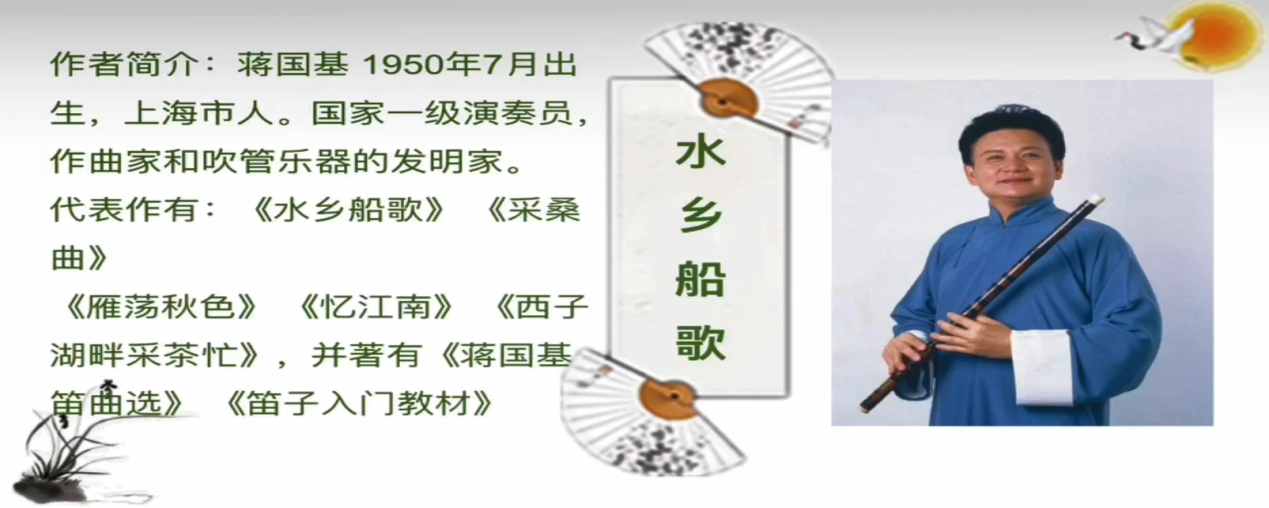 作者简介：蒋国基 1950年7月出
生，上海市人。国家一级演奏员，
作曲家和吹管乐器的发明家。
代表作有：《水乡船歌》 《采桑
曲》
《雁荡秋色》 《忆江南》 《西子
湖畔采茶忙》，并著有《蒋国基
笛曲选》 《笛子入门教材》
水乡船歌